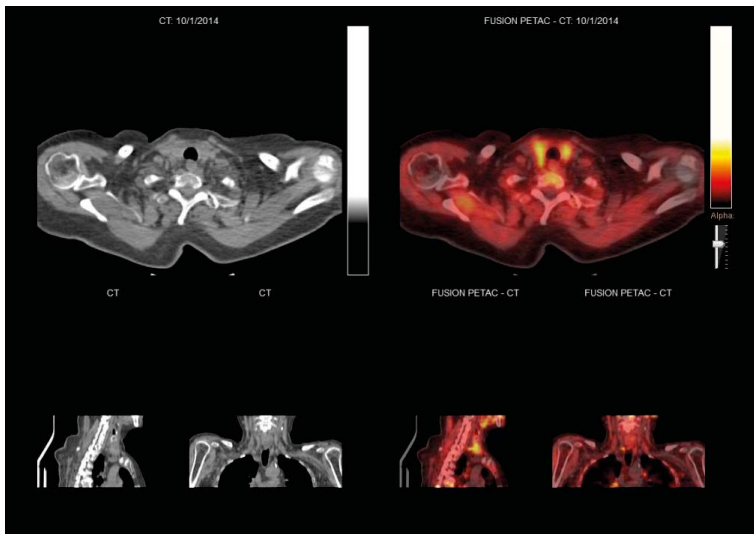 CT: 10/1/2014
FUSION PETAC - CT: 10/1/2014
Alpha:
CT
CT
FUSION PETAC - CT
FUSION PETAC - CT